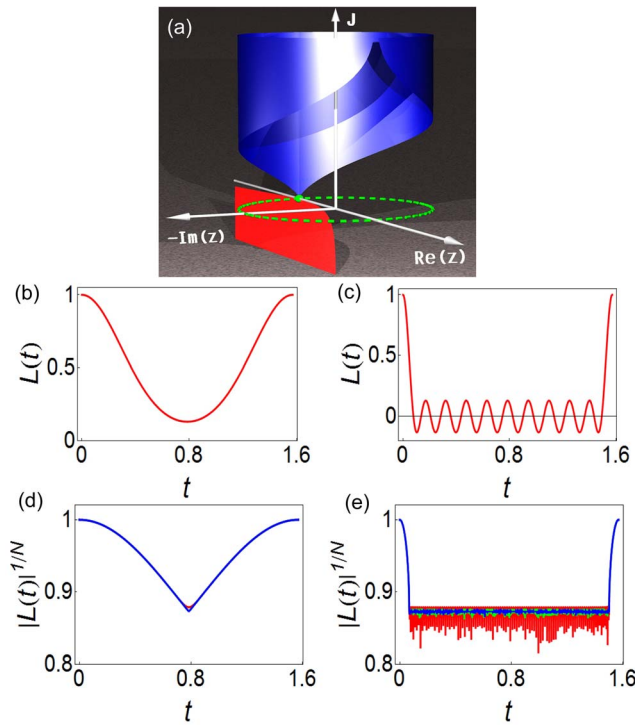 (a)
J
-Im(z)
Re(z)
(b)
1
0.5
0
L(t)
0
0.8
1.6
t
(c)
1
0.5
0
L(t)
0
0.8
1.6
t
(d)
1
0.9
0.8
|L(t)|^{1/N}
0
0.8
1.6
t
(e)
1
0.9
0.8
|L(t)|^{1/N}
0
0.8
1.6
t